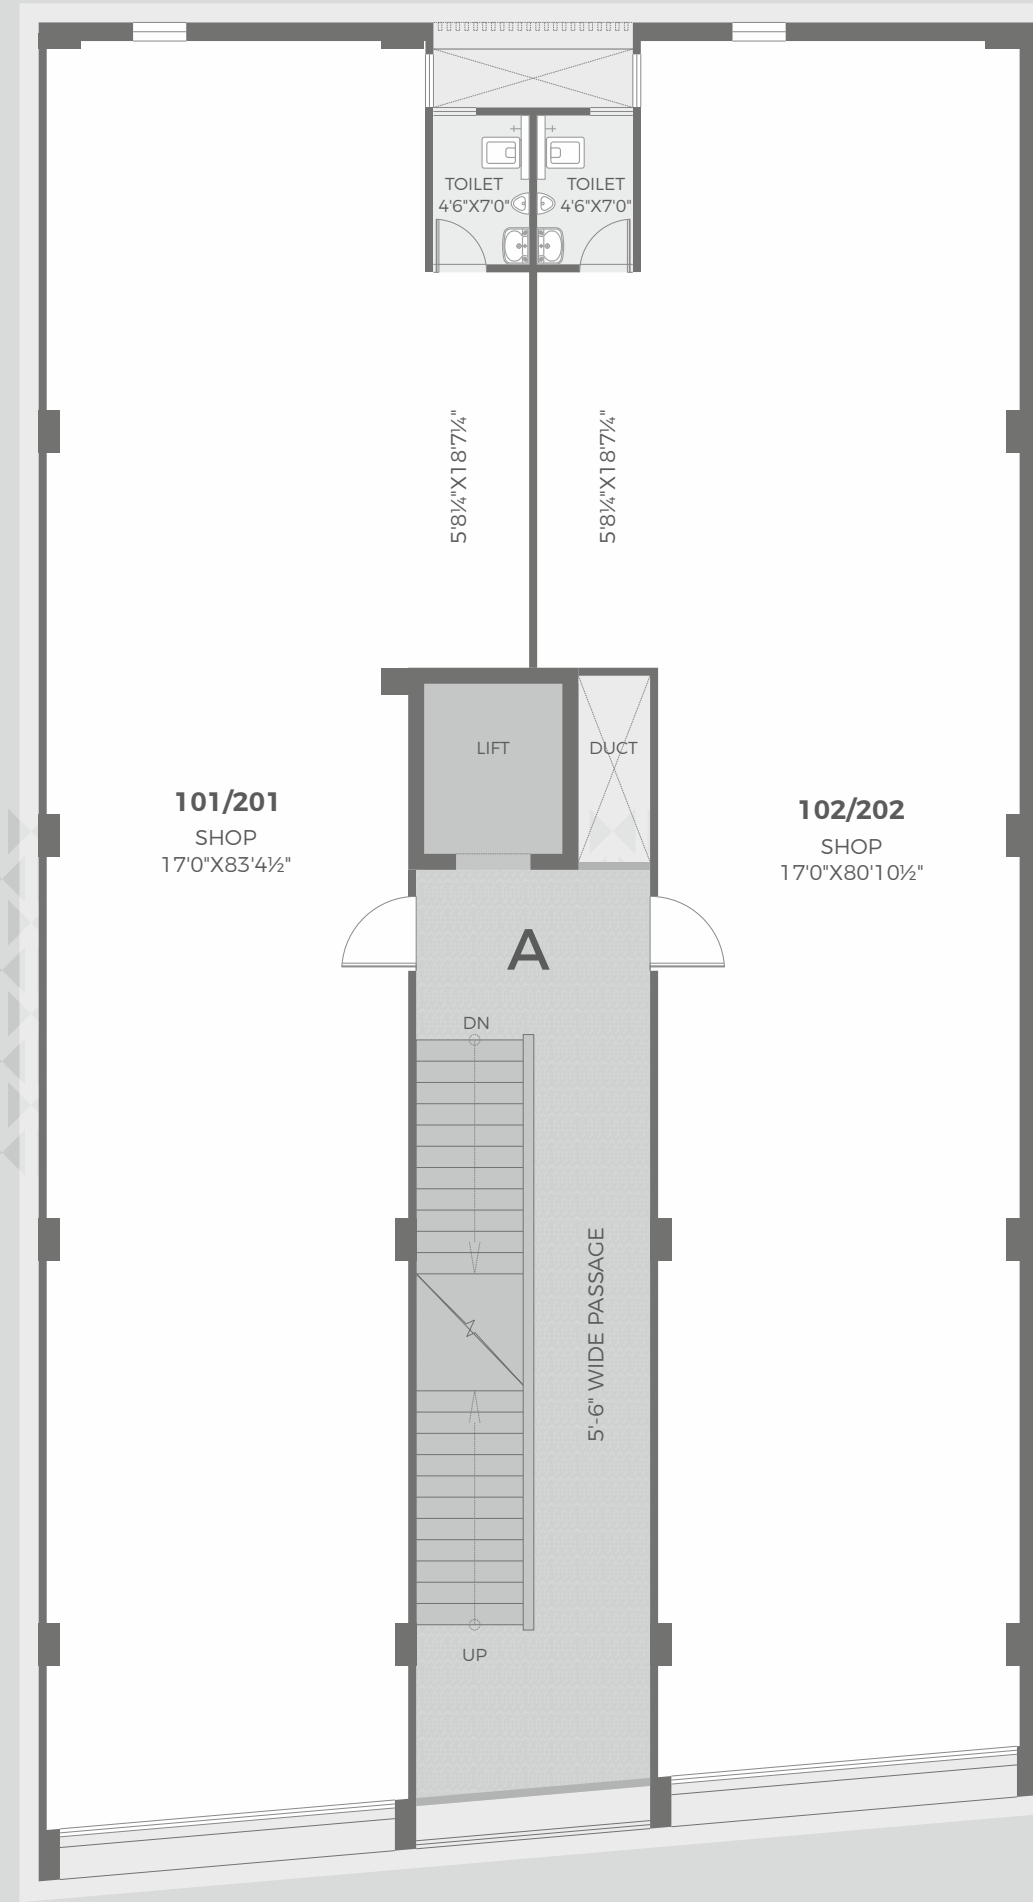 TOILET
4'6"X7'0"
TOILET
4'6"X7'0"
5'8¼"X18'7¼"
5'8¼"X18'7¼"
LIFT
DUCT
101/201
SHOP
17'0"X83'4½"
102/202
SHOP
17'0"X80'10½"
A
DN
5'-6" WIDE PASSAGE
UP